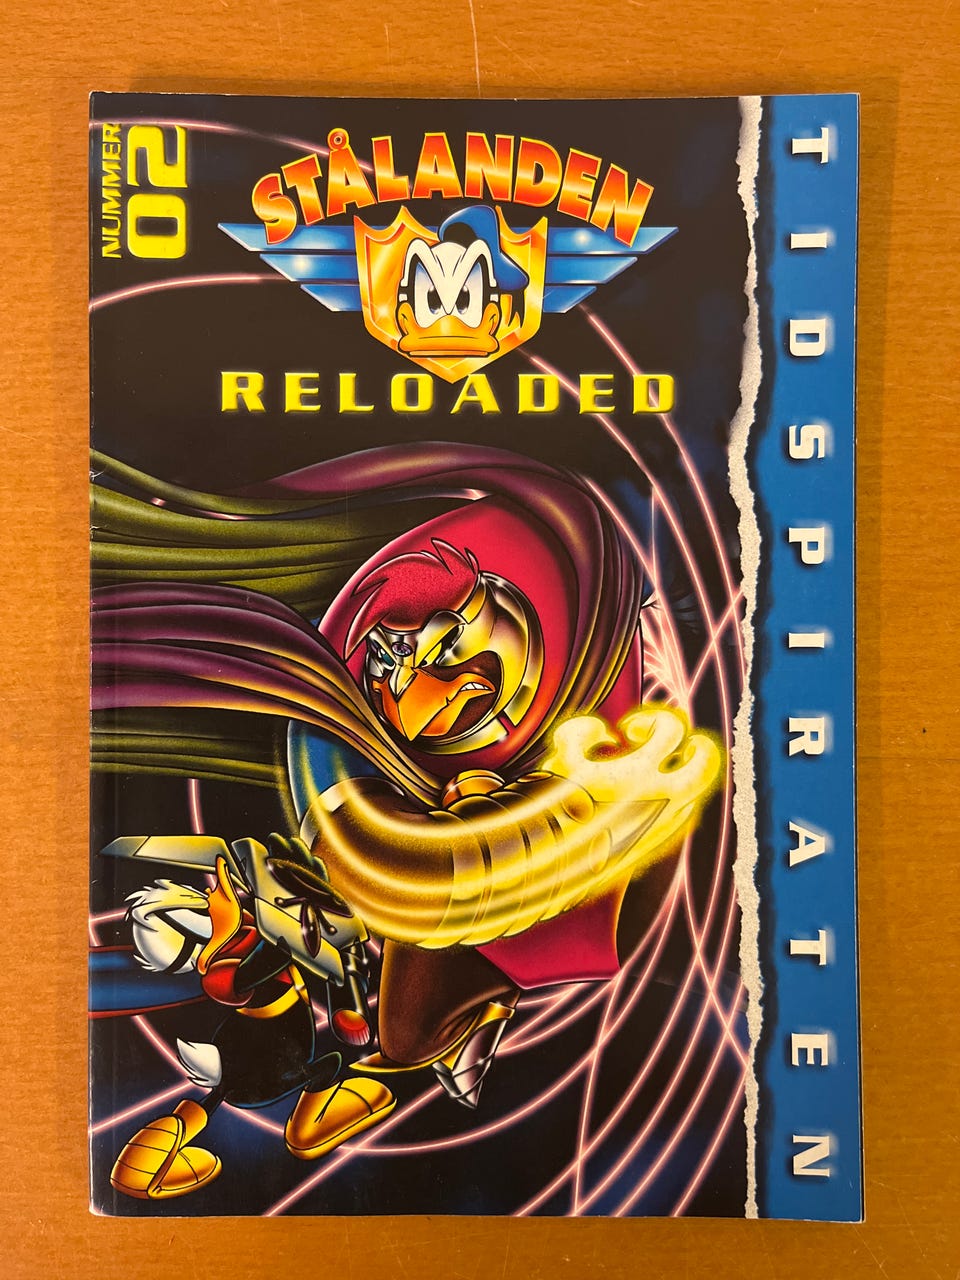 NUMMER 02
STÅLANDEN
RELOADED
TIDSPIRATEN